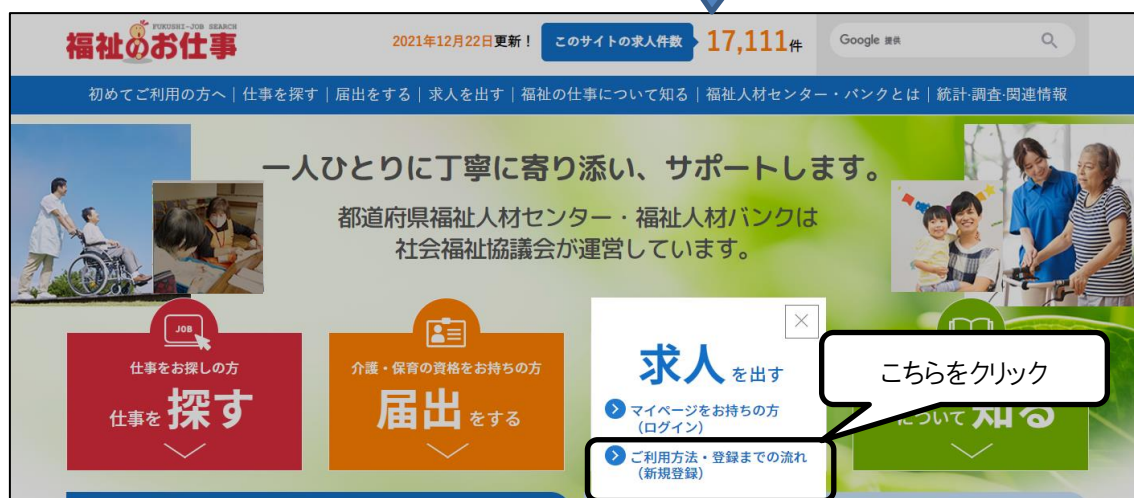 FUKUSHI-JOB SEARCH
福祉のお仕事
2021年12月22日更新！
このサイトの求人件数
17,111件
Google 提供
初めてご利用の方へ｜仕事を探す｜届出をする｜求人を出す｜福祉の仕事について知る｜福祉人材センター・バンクとは｜統計·調査·関連情報
一人ひとりに丁寧に寄り添い、サポートします。
都道府県福祉人材センター・福祉人材バンクは
社会福祉協議会が運営しています。
JOB
仕事をお探しの方
仕事を探す
介護・保育の資格をお持ちの方
届出をする
求人を出す
マイページをお持ちの方
（ログイン）
ご利用方法・登録までの流れ
（新規登録）
こちらをクリック
について知る